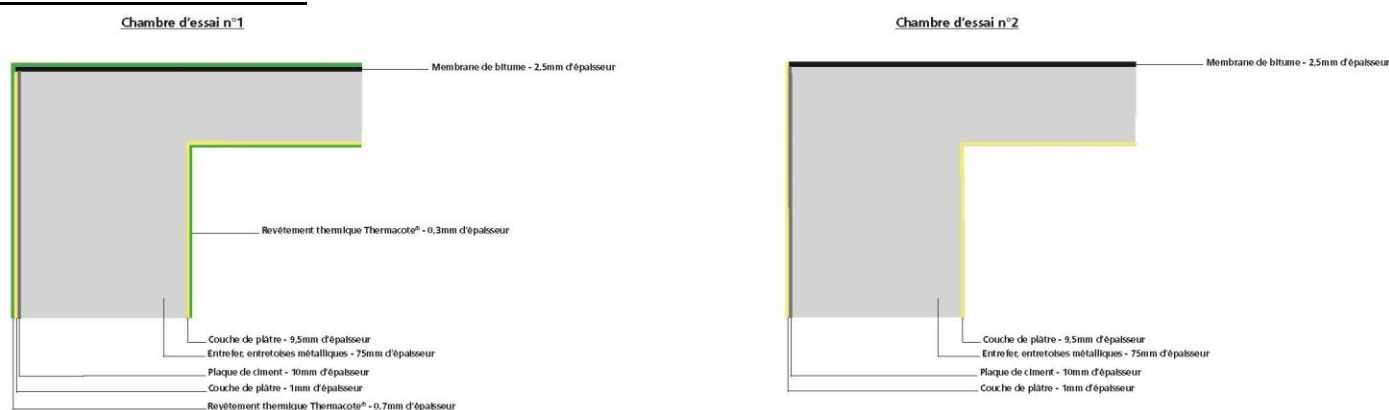 Chambre d'essai n°1
Membrane de bitume - 2,5mm d'épaisseur
Revêtement thermique Thermacote® - 0,3mm d'épaisseur
Couche de plâtre - 9,5mm d'épaisseur
Entrefer, entretoises métalliques - 75mm d'épaisseur
Plaque de ciment - 10mm d'épaisseur
Couche de plâtre - 1mm d'épaisseur
Revêtement thermique Thermacote® - 0,7mm d'épaisseur
Chambre d'essai n°2
Membrane de bitume - 2,5mm d'épaisseur
Couche de plâtre - 9,5mm d'épaisseur
Entrefer, entretoises métalliques - 75mm d'épaisseur
Plaque de ciment - 10mm d'épaisseur
Couche de plâtre - 1mm d'épaisseur